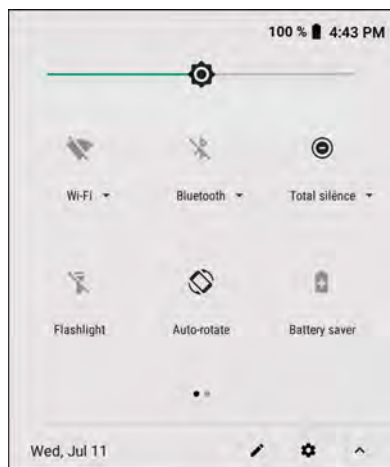 100 % 4:43 PM
Wi-Fi Bluetooth Total silence
Flashlight Auto-rotate Battery saver
Wed, Jul 11